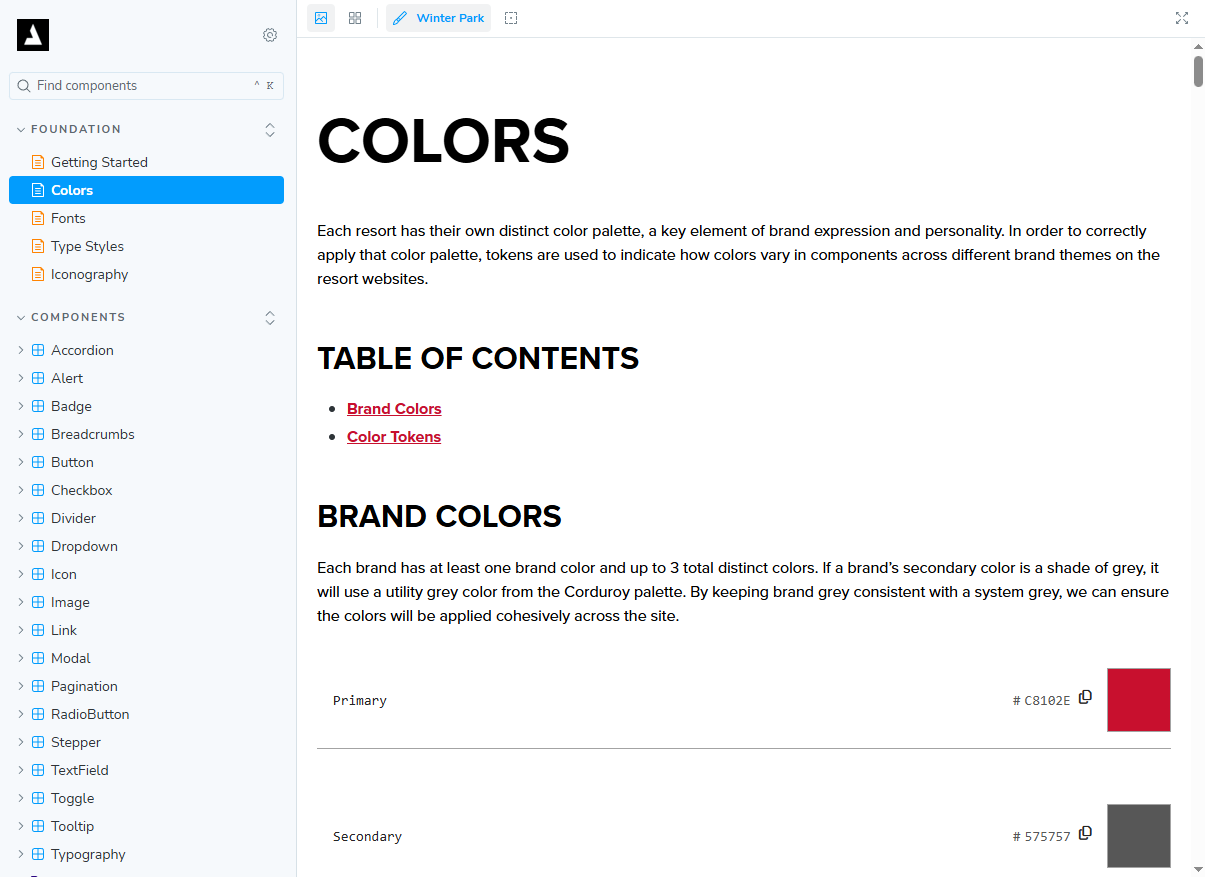 Find components
^ K
FOUNDATION
Getting Started
Colors
Fonts
Type Styles
Iconography
COMPONENTS
Accordion
Alert
Badge
Breadcrumbs
Button
Checkbox
Divider
Dropdown
Icon
Image
Link
Modal
Pagination
RadioButton
Stepper
TextField
Toggle
Tooltip
Typography
Winter Park
COLORS
Each resort has their own distinct color palette, a key element of brand expression and personality. In order to correctly
apply that color palette, tokens are used to indicate how colors vary in components across different brand themes on the
resort websites.
TABLE OF CONTENTS
Brand Colors
Color Tokens
BRAND COLORS
Each brand has at least one brand color and up to 3 total distinct colors. If a brand’s secondary color is a shade of grey, it
will use a utility grey color from the Corduroy palette. By keeping brand grey consistent with a system grey, we can ensure
the colors will be applied cohesively across the site.
Primary
# C8102E
Secondary
# 575757